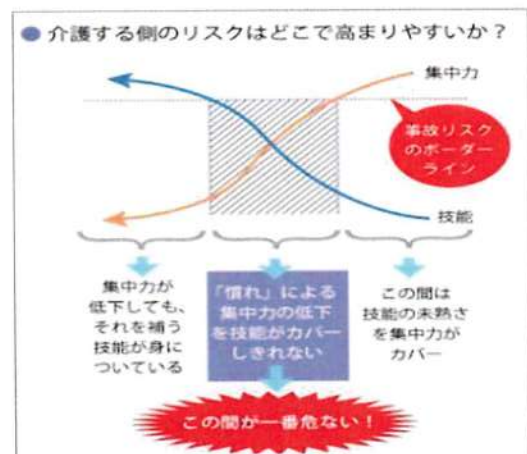 ● 介護する側のリスクはどこで高まりやすいか？
集中力
事故リスク
のボーダー
ライン
技能
集中力が
低下しても、
それを補う
技能が身に
ついている
「慣れ」による
集中力の低下
を技能がカバー
しきれない
この間は
技能の未熟さ
を集中力が
カバー
この間が一番危ない！